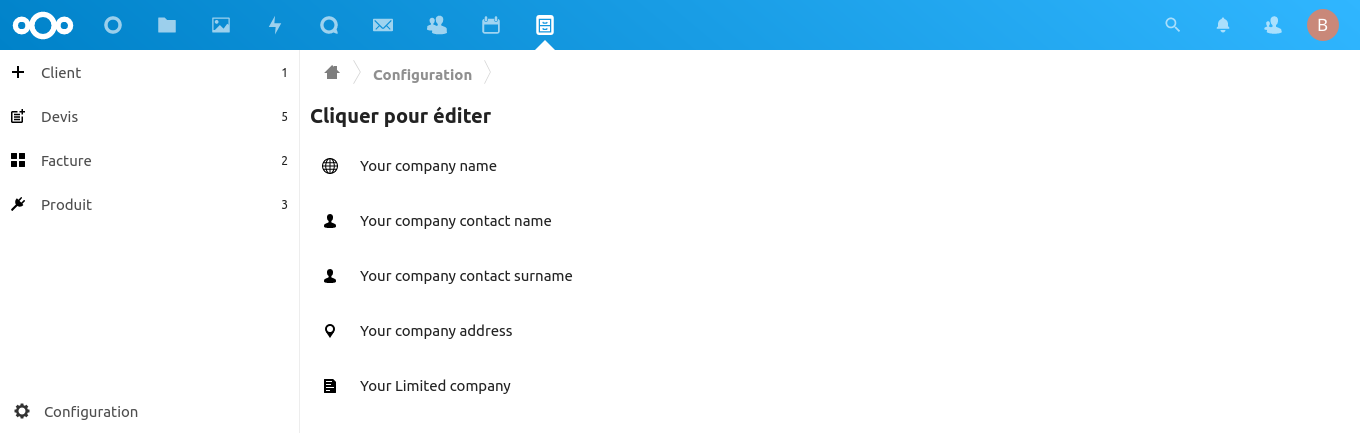 B
Client 1
Devis 5
Facture 2
Produit 3
Configuration
Configuration
Cliquer pour éditer
Your company name
Your company contact name
Your company contact surname
Your company address
Your Limited company